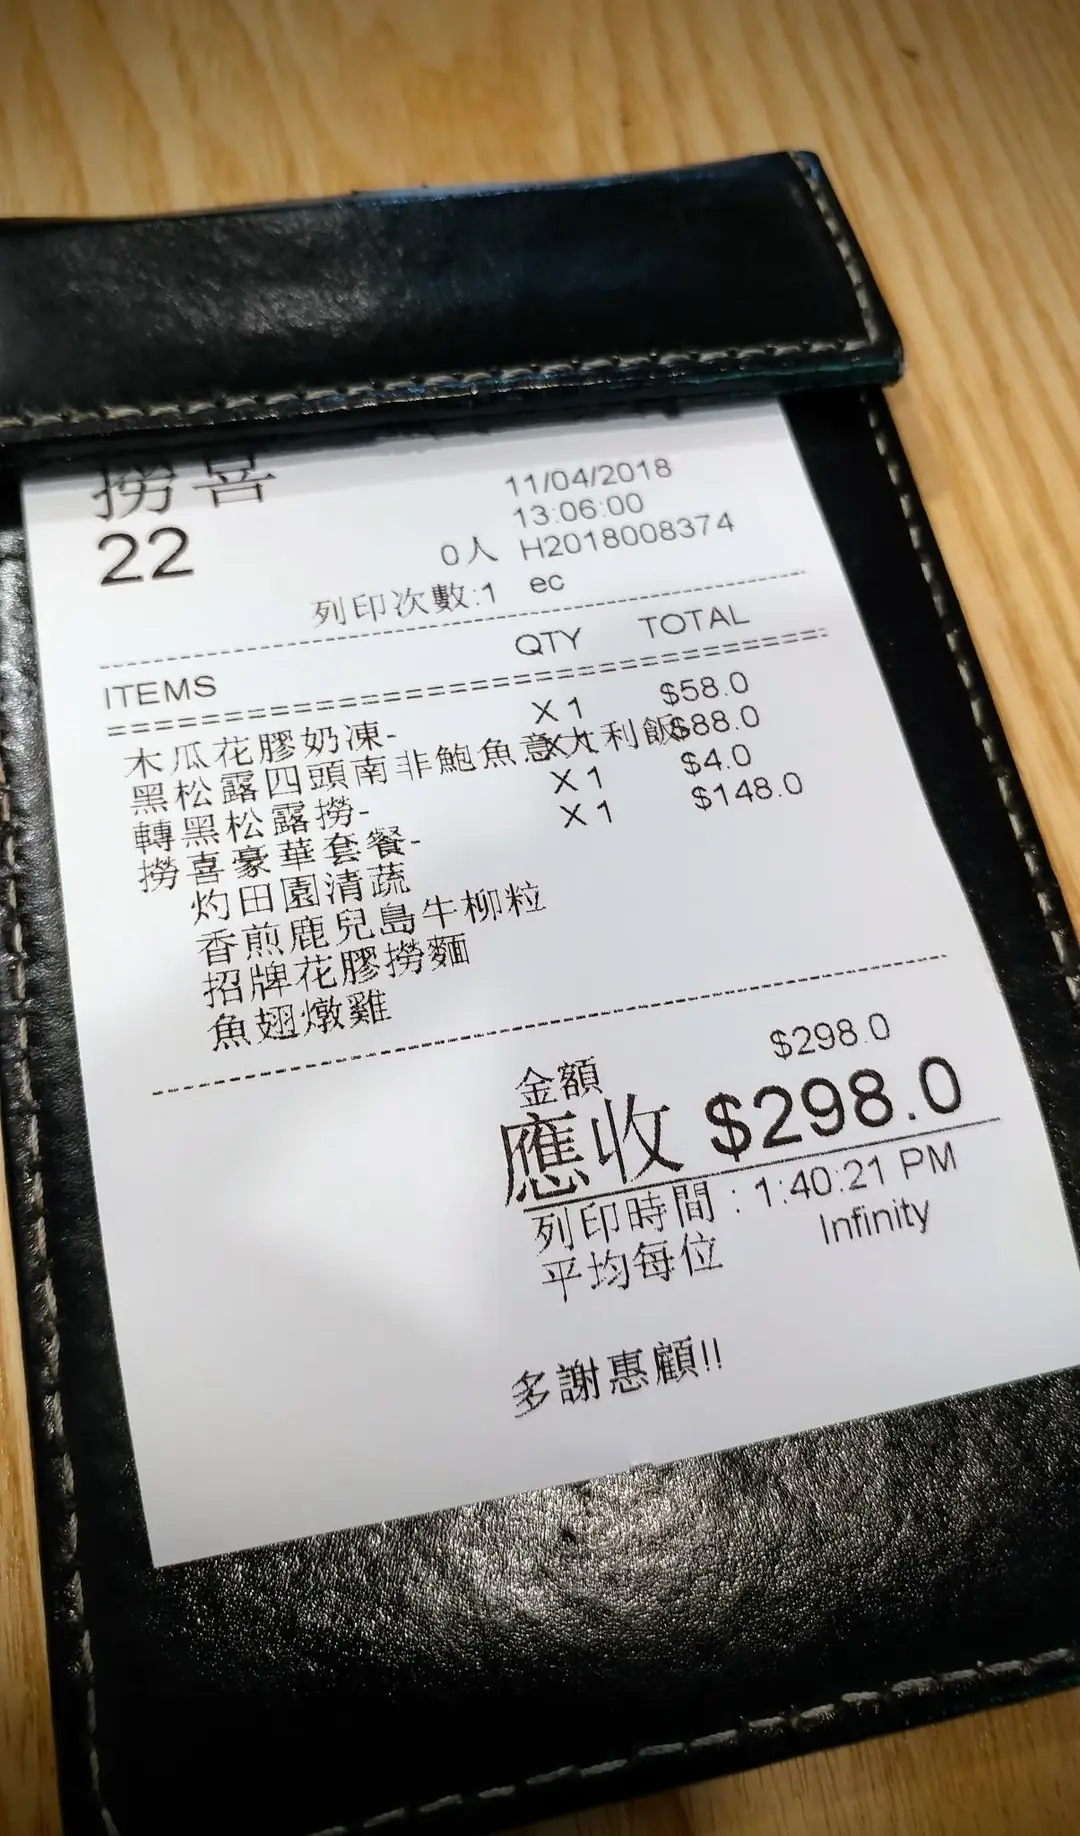 撈喜
11/04/2018
22
13:06:00
0人 H2018008374
列印次數:1 ec
ITEMS QTY TOTAL
木瓜花膠奶凍- X 1 $58.0
黑松露四頭南非鮑魚意大利飯 X 1 $88.0
轉黑松露撈- X 1 $4.0
撈喜豪華套餐- X 1 $148.0
灼田園清蔬
香煎鹿兒島牛柳粒
招牌花膠撈麵
魚翅燉雞
金額 $298.0
應收 $298.0
列印時間 : 1:40:21 PM
平均每位 Infinity
多謝惠顧!!